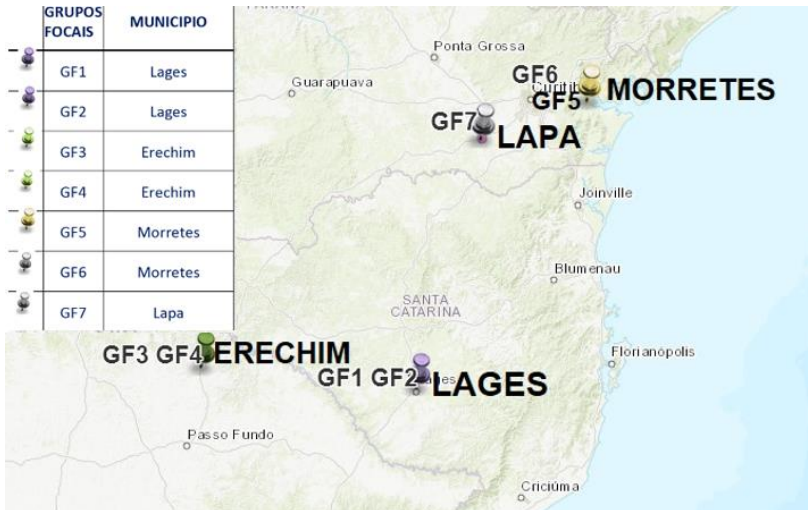 GRUPOS FOCAIS MUNICIPIO
GF1 Lages
GF2 Lages
GF3 Erechim
GF4 Erechim
GF5 Morretes
GF6 Morretes
GF7 Lapa
Ponta Grossa
Guarapuava
GF6
GF5
MORRETES
GF7
LAPA
Joinville
Blumenau
SANTA
CATARINA
Florianópolis
GF3 GF4 ERECHIM
GF1 GF2 LAGES
Passo Fundo
Criciúma